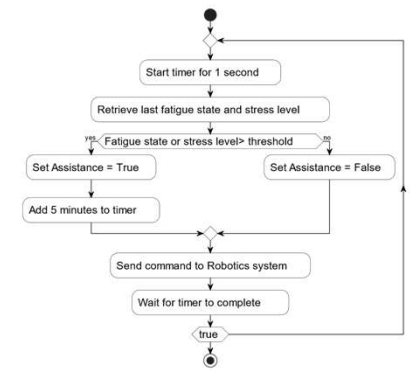 Start timer for 1 second
Retrieve last fatigue state and stress level
yes
Fatigue state or stress level> threshold
no
Set Assistance = True
Set Assistance = False
Add 5 minutes to timer
Send command to Robotics system
Wait for timer to complete
true